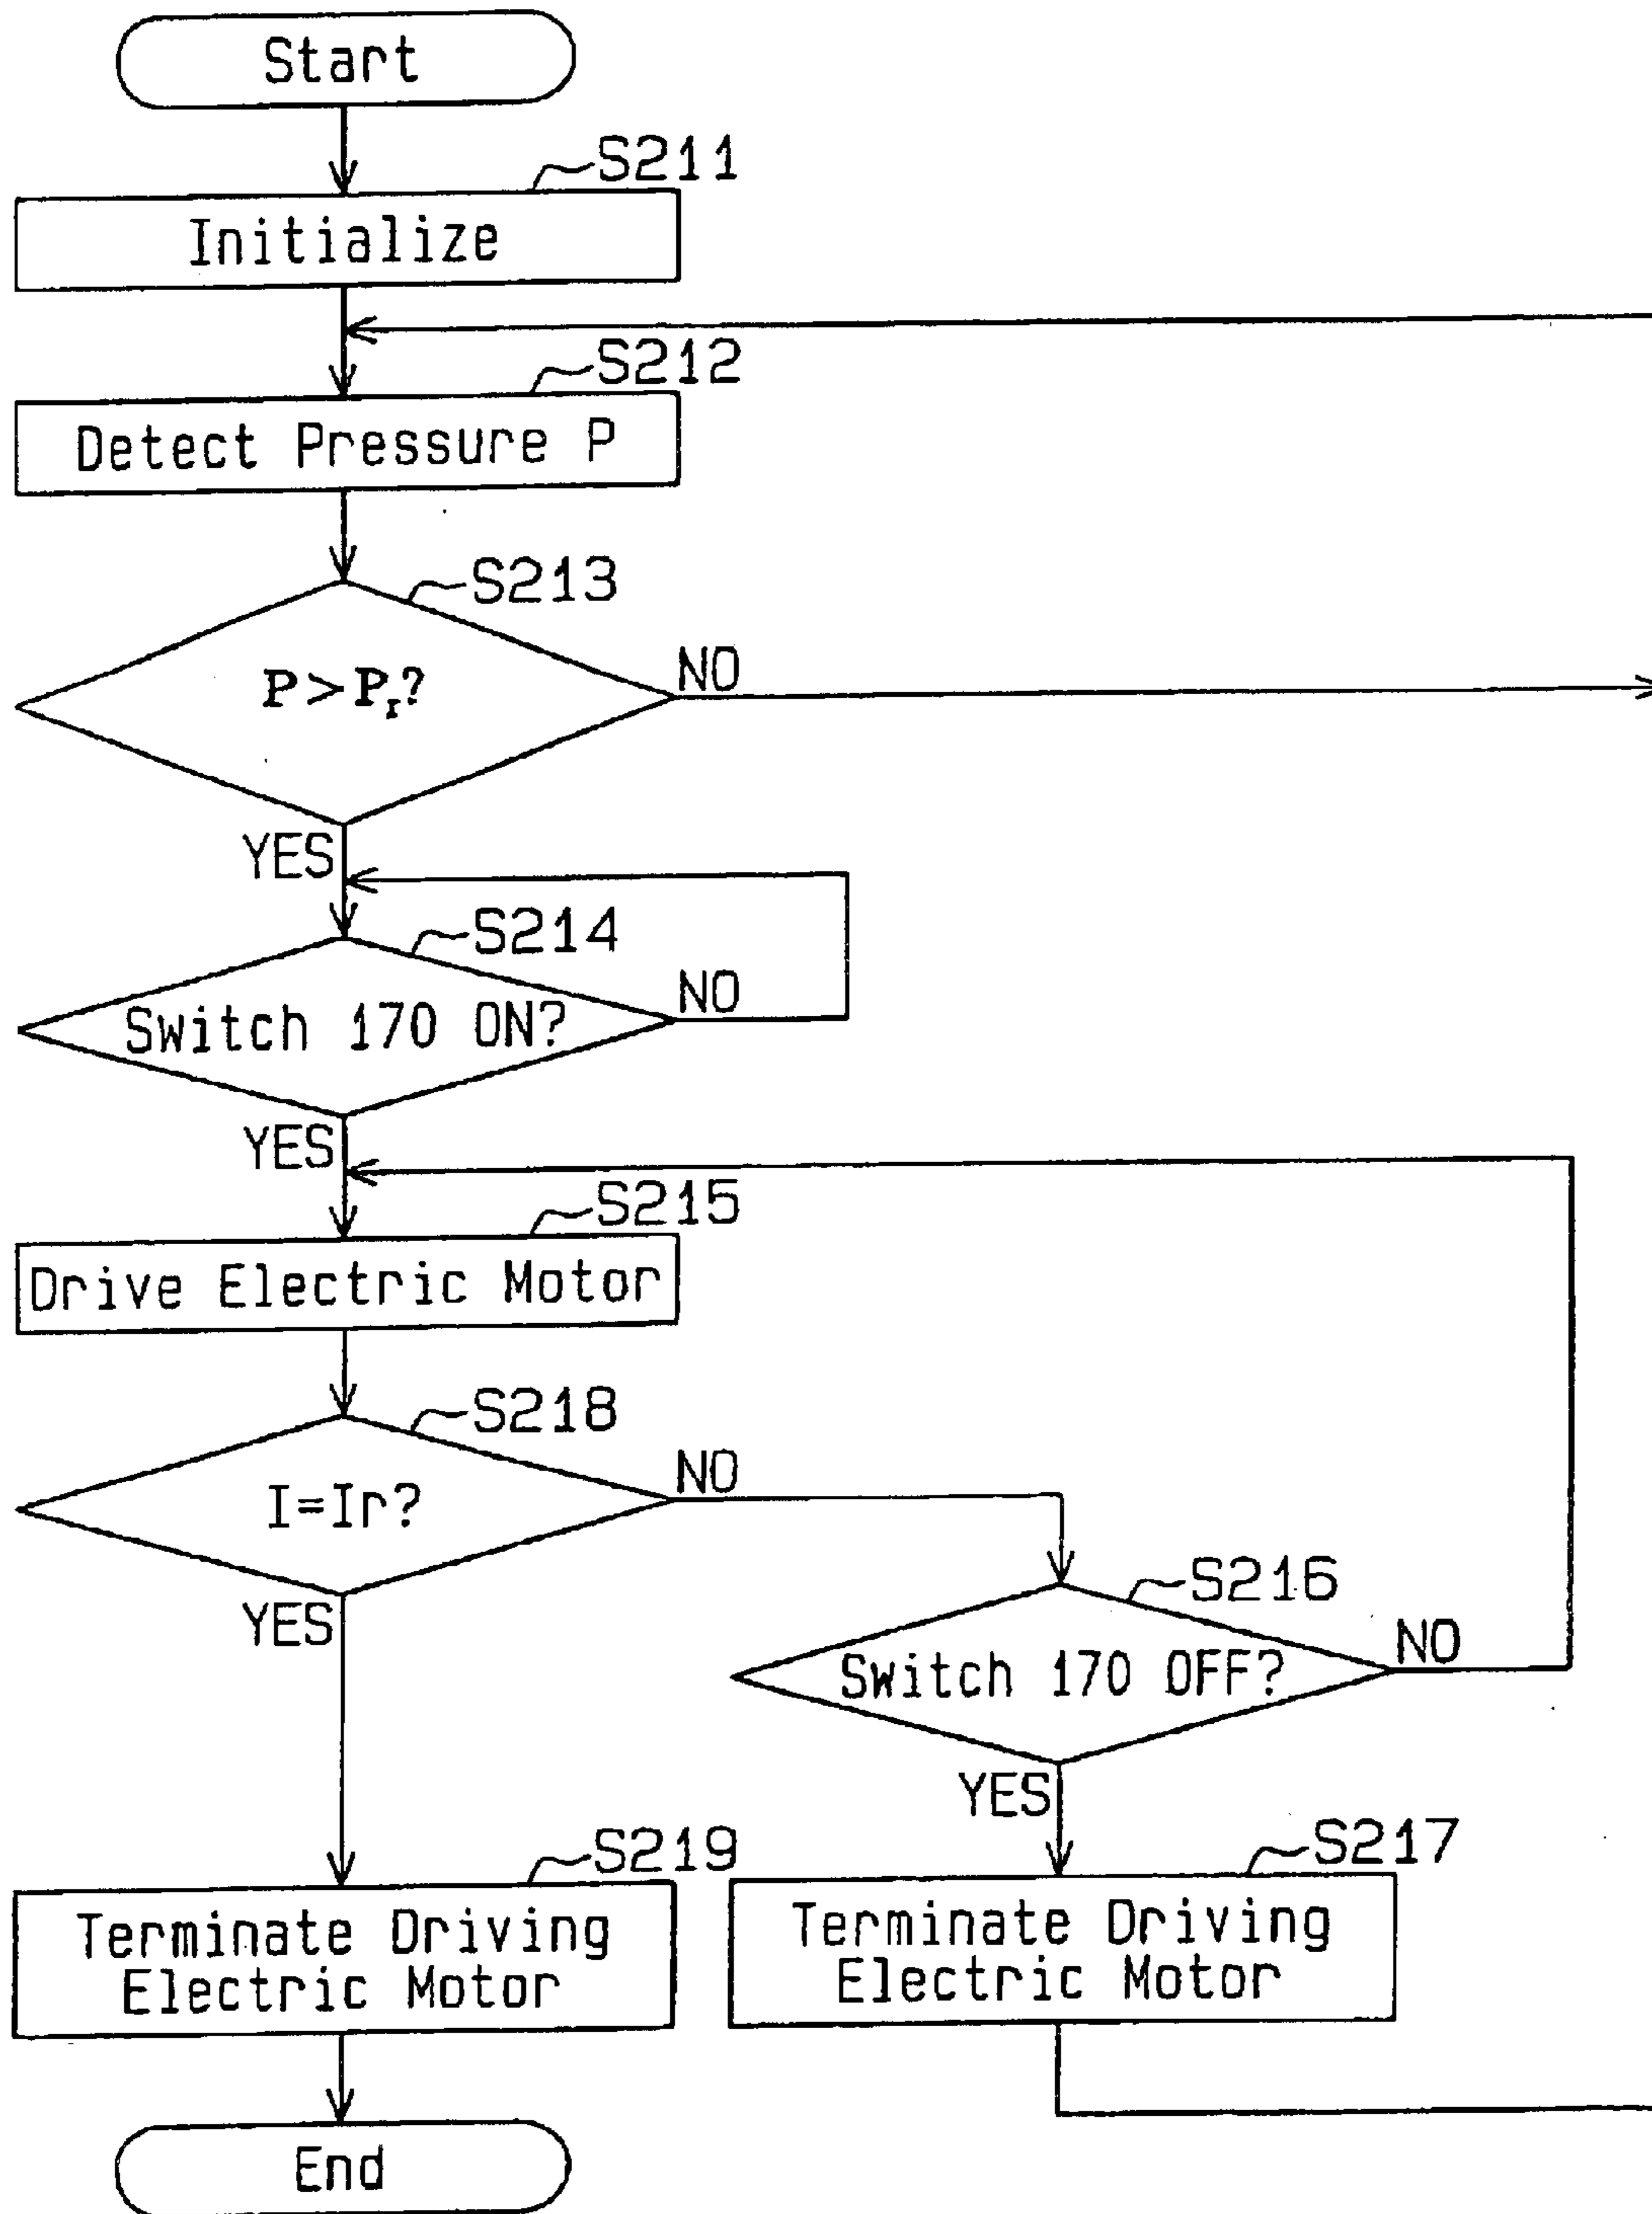 Start
S211
Initialize
S212
Detect Pressure P
S213
P>Pr?
NO
YES
S214
Switch 170 ON?
NO
YES
S215
Drive Electric Motor
S218
I=Ir?
NO
YES
S216
Switch 170 OFF?
NO
YES
S219
Terminate Driving
Electric Motor
S217
Terminate Driving
Electric Motor
End